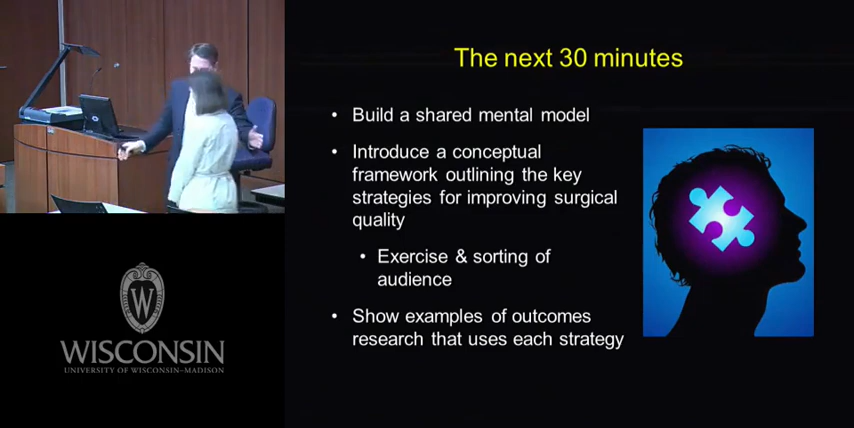 The next 30 minutes
• Build a shared mental model
• Introduce a conceptual
framework outlining the key
strategies for improving surgical
quality
• Exercise & sorting of
audience
• Show examples of outcomes
research that uses each strategy
W
WISCONSIN
UNIVERSITY OF WISCONSIN–MADISON